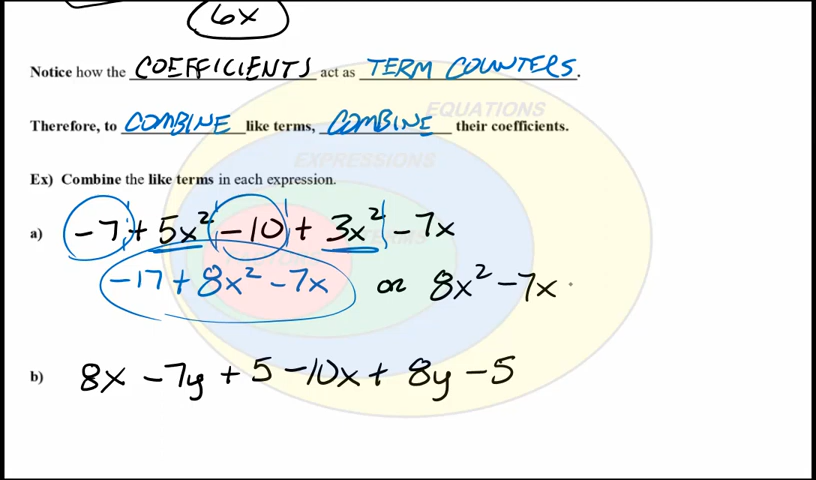 6x
Notice how the COEFFICIENTS act as TERM COUNTERS.
EQUATIONS
Therefore, to COMBINE like terms, COMBINE their coefficients.
EXPRESSIONS
Ex) Combine the like terms in each expression.
a) -7 + 5x² - 10 + 3x² - 7x
-17 + 8x² - 7x or 8x² - 7x
b) 8x - 7y + 5 - 10x + 8y - 5